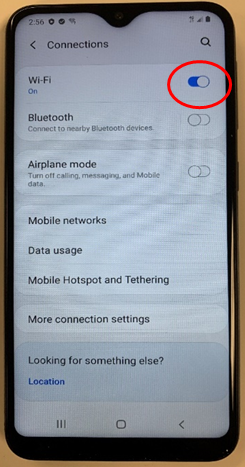 2:56
Connections
Wi-Fi
On
Bluetooth
Connect to nearby Bluetooth devices.
Airplane mode
Turn off calling, messaging, and Mobile
data.
Mobile networks
Data usage
Mobile Hotspot and Tethering
More connection settings
Looking for something else?
Location